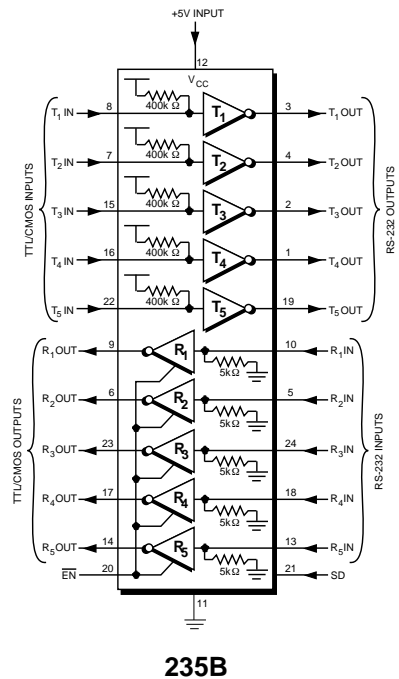 +5V INPUT
12
VCC
8
T1 IN
400k Ω
T1
3
T1 OUT
7
T2 IN
400k Ω
T2
4
T2 OUT
15
T3 IN
400k Ω
T3
2
T3 OUT
16
T4 IN
400k Ω
T4
1
T4 OUT
22
T5 IN
400k Ω
T5
19
T5 OUT
TTL/CMOS INPUTS
RS-232 OUTPUTS
R1 OUT
9
R1
5kΩ
10
R1 IN
R2 OUT
6
R2
5kΩ
5
R2 IN
R3 OUT
23
R3
5kΩ
24
R3 IN
R4 OUT
17
R4
5kΩ
18
R4 IN
R5 OUT
14
R5
5kΩ
13
R5 IN
TTL/CMOS OUTPUTS
RS-232 INPUTS
EN
20
21
SD
11
235B